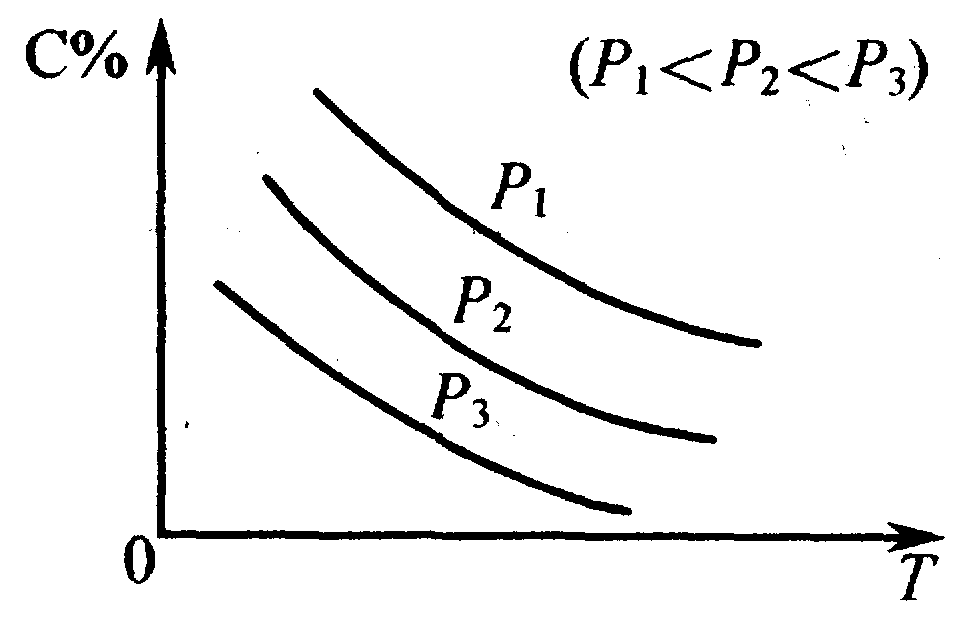 C%
(P₁<P₂<P₃)
P₁
P₂
P₃
0
T